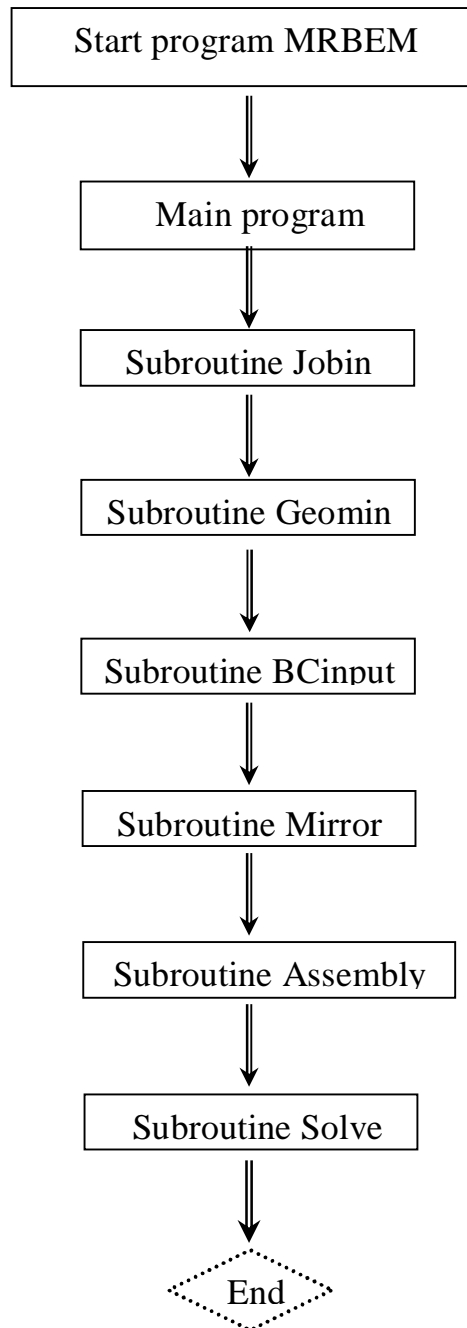 Start program MRBEM
Main program
Subroutine Jobin
Subroutine Geomin
Subroutine BCinput
Subroutine Mirror
Subroutine Assembly
Subroutine Solve
End